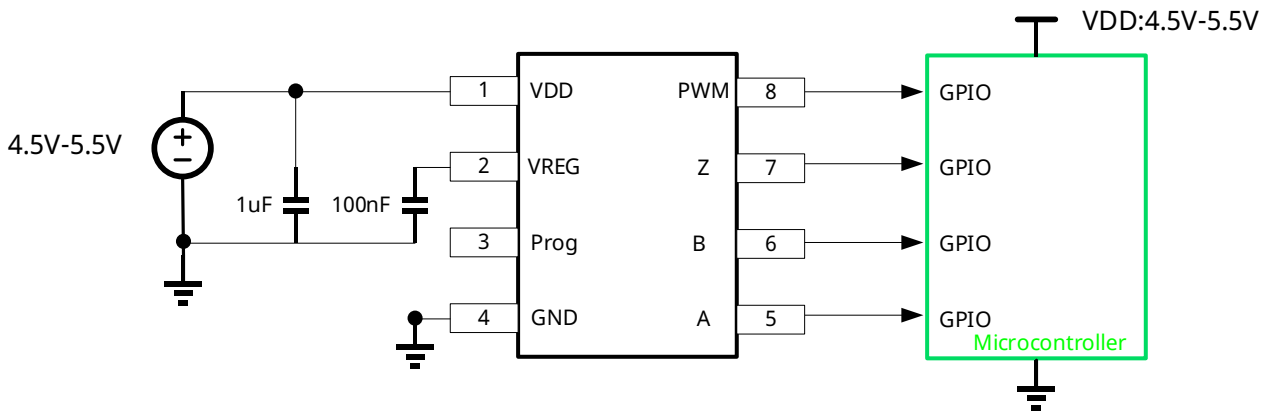 VDD:4.5V-5.5V
1 VDD PWM 8 GPIO
4.5V-5.5V
2 VREG Z 7 GPIO
1uF 100nF
3 Prog B 6 GPIO
4 GND A 5 GPIO
Microcontroller